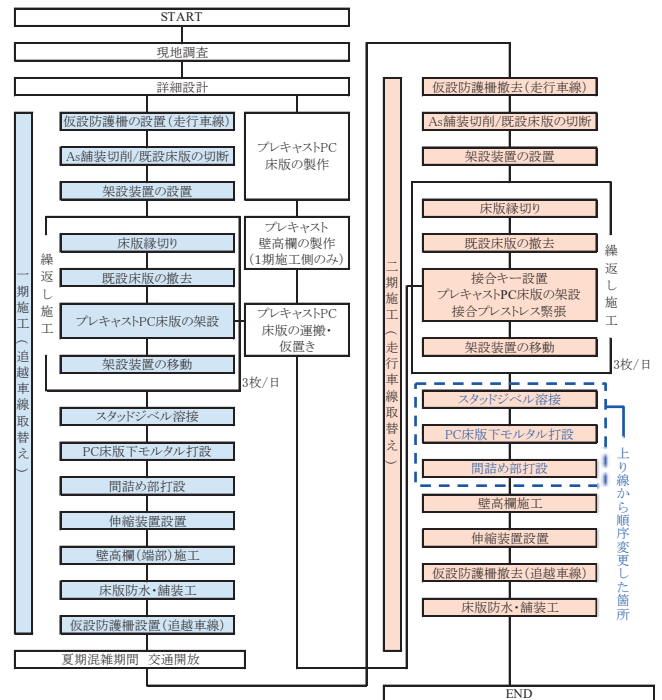 START
現地調査
詳細設計
一期施工(追越車線取替え)
仮設防護柵の設置(走行車線)
As舗装切削/既設床版の切断
架設装置の設置
繰返し施工
床版縁切り
既設床版の撤去
プレキャストPC床版の架設
架設装置の移動
3枚/日
スタッドジベル溶接
PC床版下モルタル打設
間詰め部打設
伸縮装置設置
壁高欄(端部)施工
床版防水・舗装工
仮設防護柵設置(追越車線)
夏期混雑期間 交通開放
プレキャストPC
床版の製作
プレキャスト
壁高欄の製作
(1期施工側のみ)
プレキャストPC
床版の運搬・
仮置き
二期施工(走行車線取替え)
仮設防護柵撤去(走行車線)
As舗装切削/既設床版の切断
架設装置の設置
床版縁切り
既設床版の撤去
接合キー設置
プレキャストPC床版の架設
接合プレストレス緊張
架設装置の移動
繰返し施工
3枚/日
スタッドジベル溶接
PC床版下モルタル打設
間詰め部打設
上り線から順序変更した箇所
壁高欄施工
伸縮装置設置
仮設防護柵撤去(追越車線)
床版防水・舗装工
END